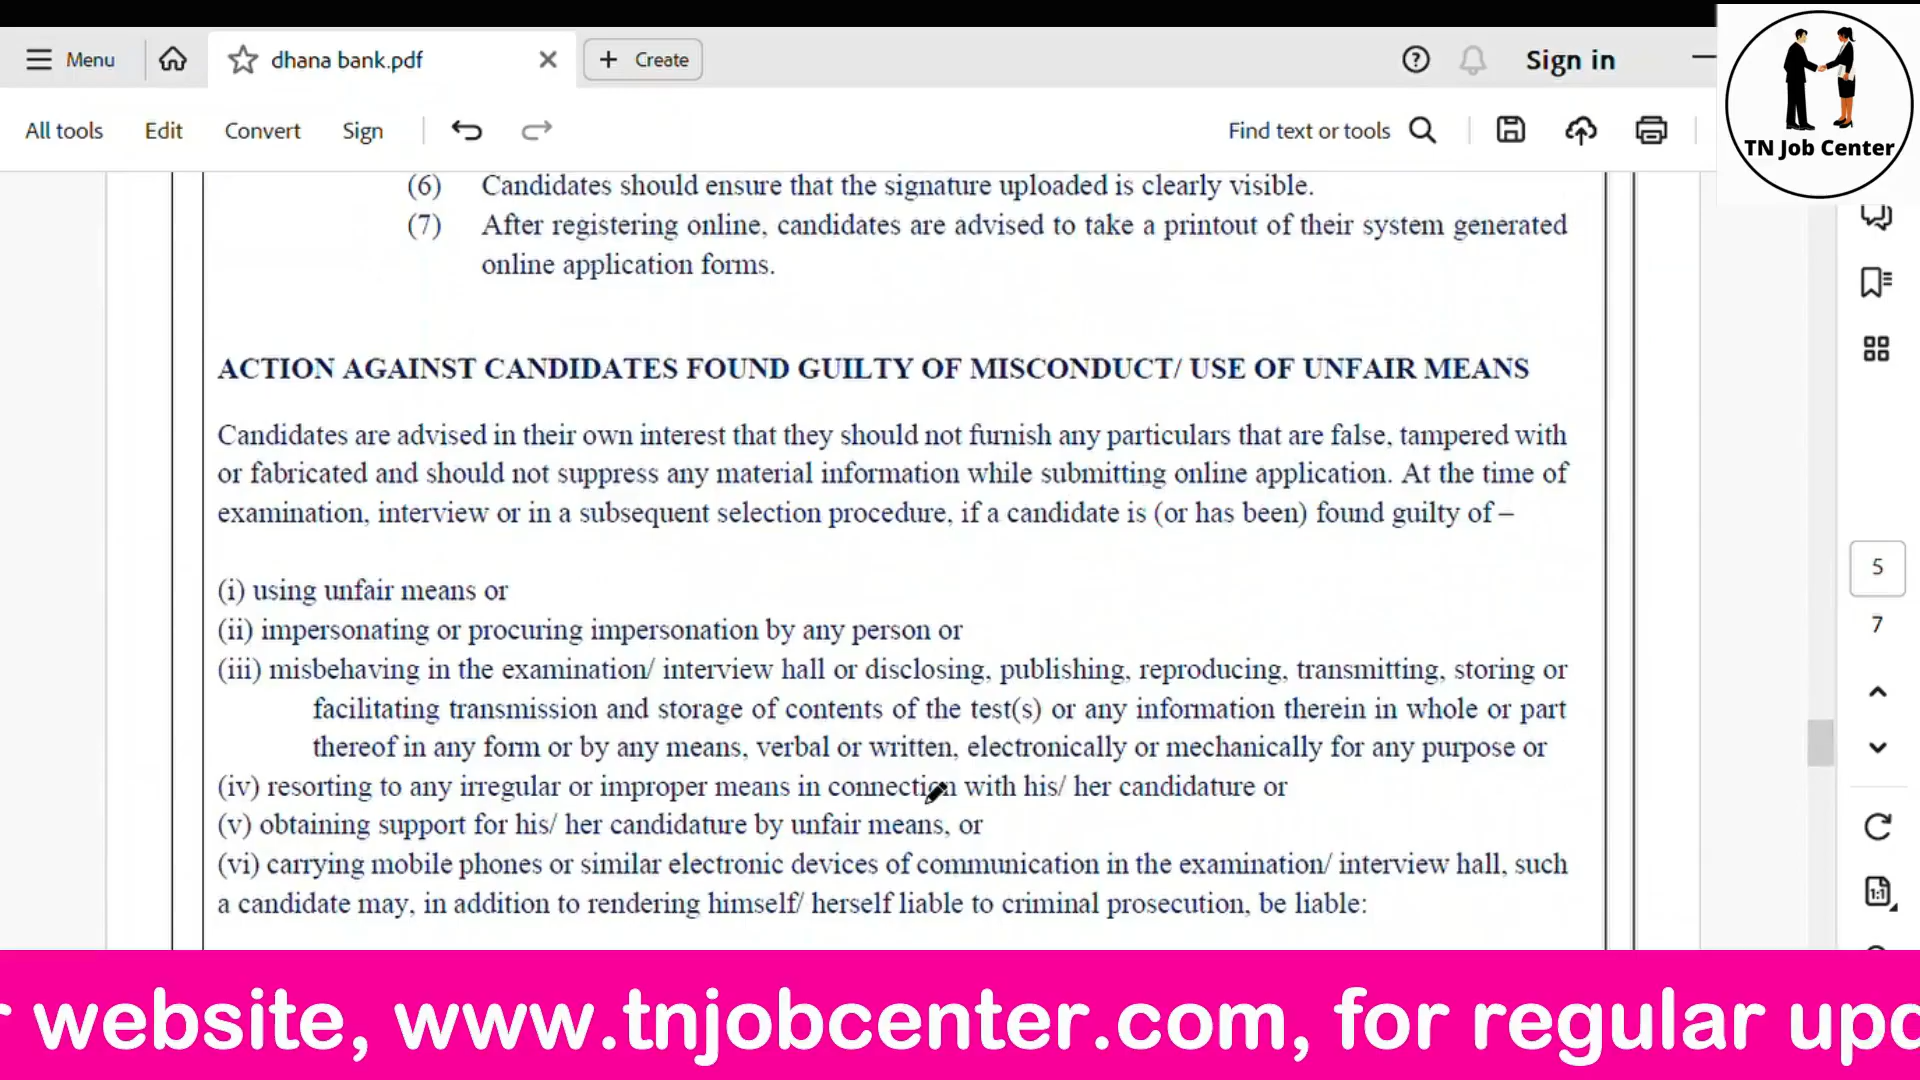 Menu
dhana bank.pdf
Create
Sign in
TN Job Center
All tools
Edit
Convert
Sign
Find text or tools
(6) Candidates should ensure that the signature uploaded is clearly visible.
(7) After registering online, candidates are advised to take a printout of their system generated
online application forms.
ACTION AGAINST CANDIDATES FOUND GUILTY OF MISCONDUCT/ USE OF UNFAIR MEANS
Candidates are advised in their own interest that they should not furnish any particulars that are false, tampered with
or fabricated and should not suppress any material information while submitting online application. At the time of
examination, interview or in a subsequent selection procedure, if a candidate is (or has been) found guilty of –
(i) using unfair means or
(ii) impersonating or procuring impersonation by any person or
(iii) misbehaving in the examination/ interview hall or disclosing, publishing, reproducing, transmitting, storing or
facilitating transmission and storage of contents of the test(s) or any information therein in whole or part
thereof in any form or by any means, verbal or written, electronically or mechanically for any purpose or
(iv) resorting to any irregular or improper means in connection with his/ her candidature or
(v) obtaining support for his/ her candidature by unfair means, or
(vi) carrying mobile phones or similar electronic devices of communication in the examination/ interview hall, such
a candidate may, in addition to rendering himself/ herself liable to criminal prosecution, be liable:
5
7
1:1
r website, www.tnjobcenter.com, for regular upd